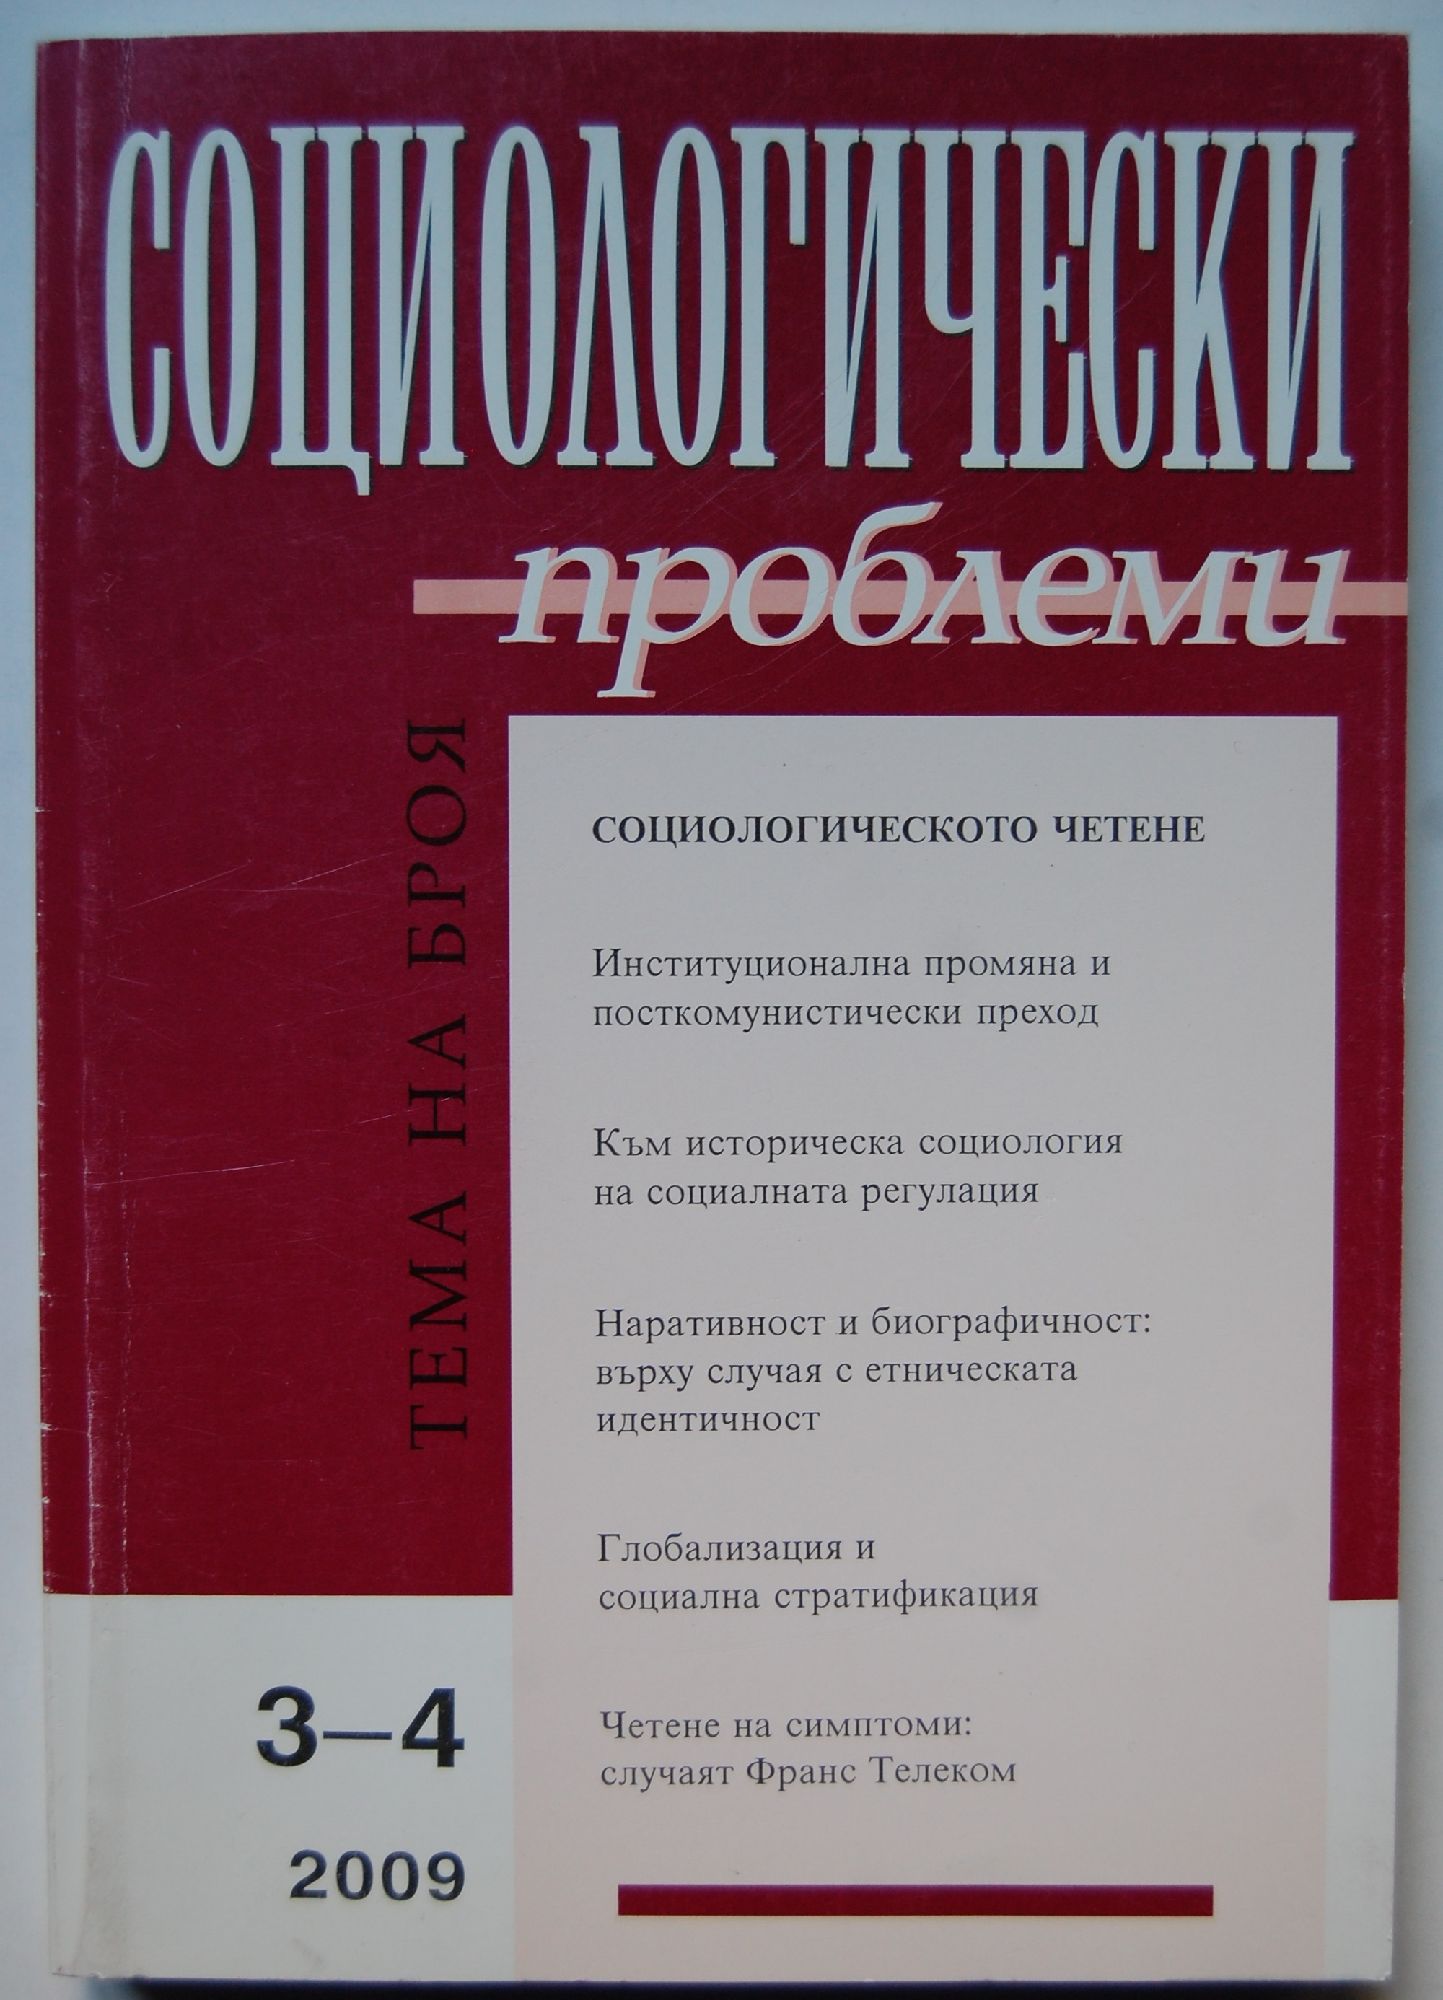 СОЦИОЛОГИЧЕСКИ
проблеми
ТЕМА НА БРОЯ
СОЦИОЛОГИЧЕСКОТО ЧЕТЕНЕ
Институционална промяна и
посткомунистически преход
Към историческа социология
на социалната регулация
Наративност и биографичност:
върху случая с етническата
идентичност
Глобализация и
социална стратификация
Четене на симптоми:
случаят Франс Телеком
3–4
2009